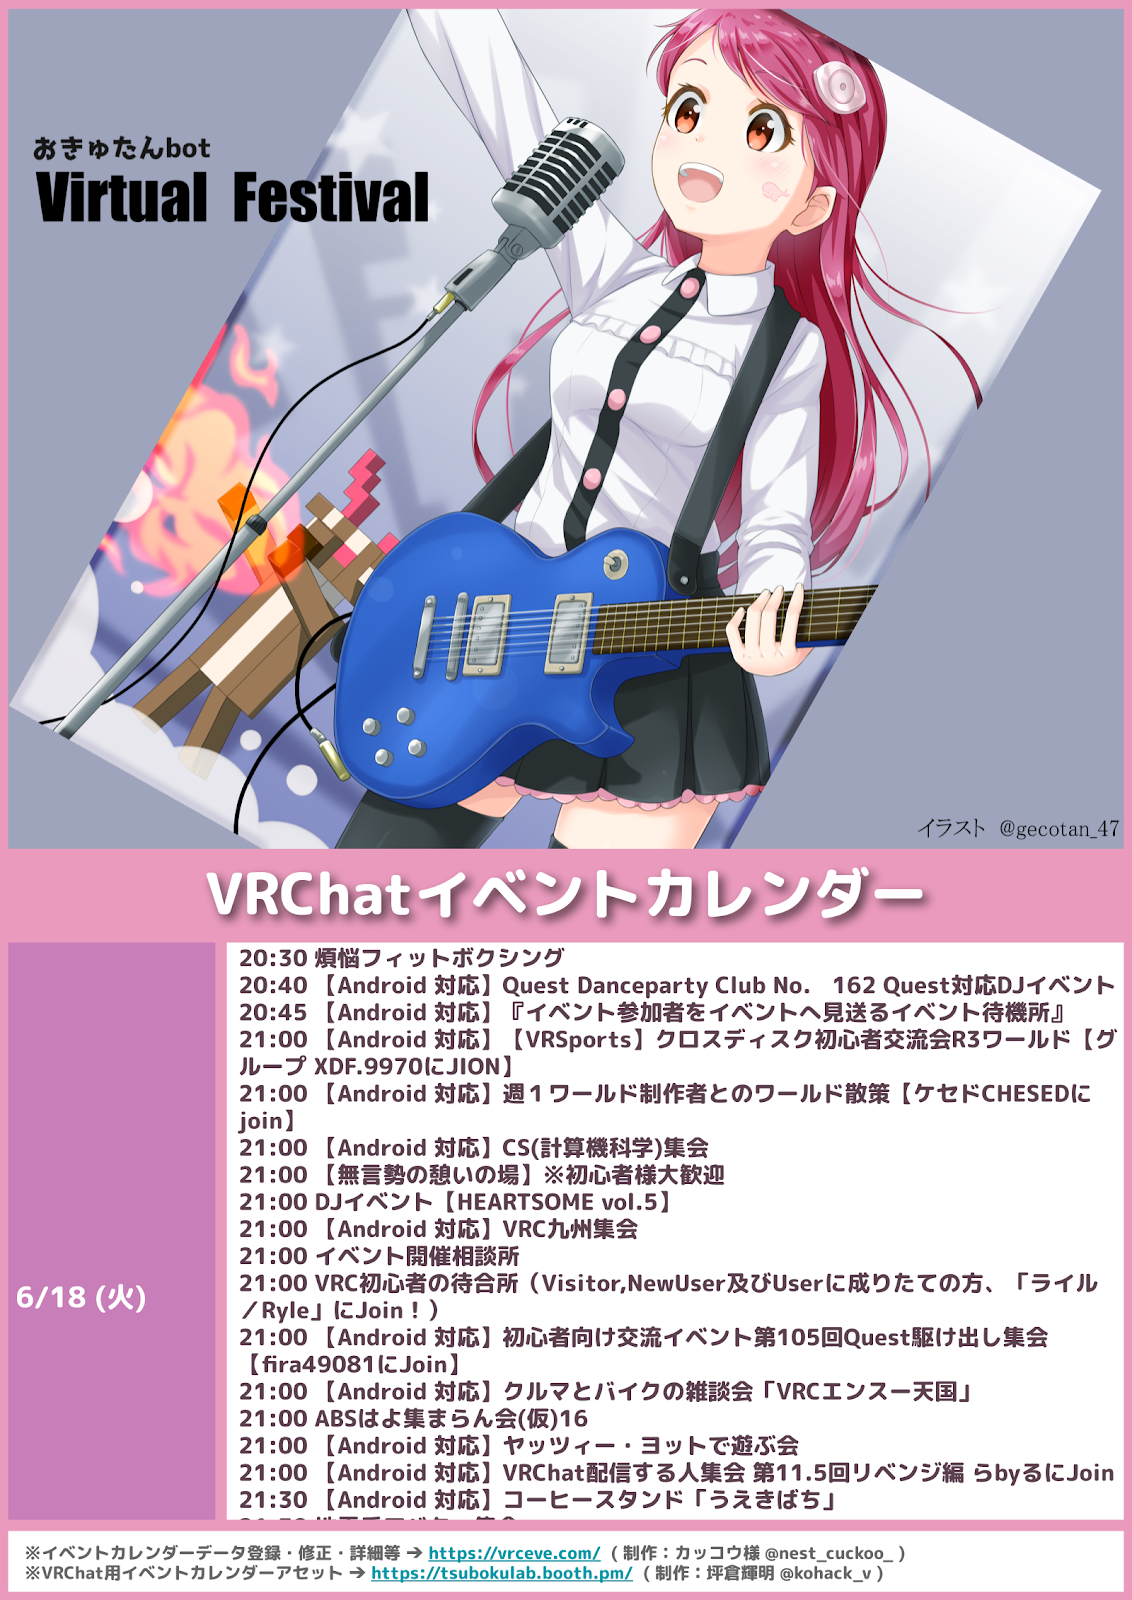 おきゅたんbot
Virtual Festival
イラスト @gecotan_47
VRChatイベントカレンダー
6/18 (火)
20:30 煩悩フィットボクシング
20:40 【Android 対応】Quest Danceparty Club No. 162 Quest対応DJイベント
20:45 【Android 対応】『イベント参加者をイベントへ見送るイベント待機所』
21:00 【Android 対応】【VRSports】クロスディスク初心者交流会R3ワールド【グ
ループ XDF.9970にJION】
21:00 【Android 対応】週１ワールド制作者とのワールド散策【ケセドCHESEDに
join】
21:00 【Android 対応】CS(計算機科学)集会
21:00 【無言勢の憩いの場】※初心者様大歓迎
21:00 DJイベント【HEARTSOME vol.5】
21:00 【Android 対応】VRC九州集会
21:00 イベント開催相談所
21:00 VRC初心者の待合所（Visitor,NewUser及びUserに成りたての方、「ライル
／Ryle」にJoin！）
21:00 【Android 対応】初心者向け交流イベント第105回Quest駆け出し集会
【fira49081にJoin】
21:00 【Android 対応】クルマとバイクの雑談会「VRCエンスー天国」
21:00 ABSはよ集まらん会(仮)16
21:00 【Android 対応】ヤッツィー・ヨットで遊ぶ会
21:00 【Android 対応】VRChat配信する人集会 第11.5回リベンジ編 らbyるにJoin
21:30 【Android 対応】コーヒースタンド「うえきばち」
※イベントカレンダーデータ登録・修正・詳細等 ➔ https://vrceve.com/ ( 制作：カッコウ様 @nest_cuckoo_ )
※VRChat用イベントカレンダーアセット ➔ https://tsubokulab.booth.pm/ ( 制作：坪倉輝明 @kohack_v )